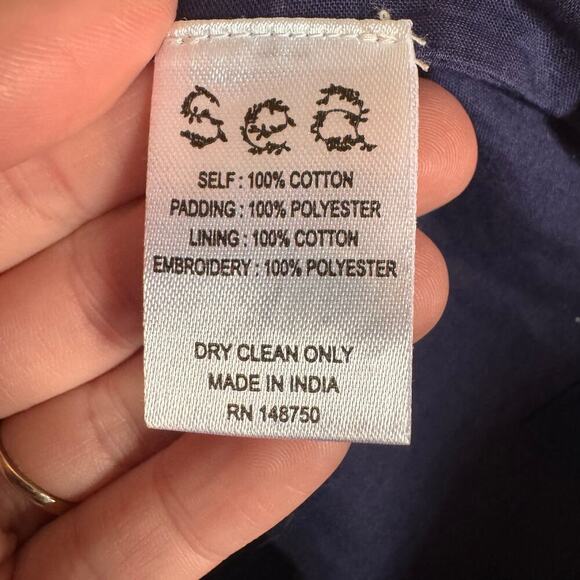 Sea
SELF : 100% COTTON
PADDING : 100% POLYESTER
LINING : 100% COTTON
EMBROIDERY : 100% POLYESTER
DRY CLEAN ONLY
MADE IN INDIA
RN 148750